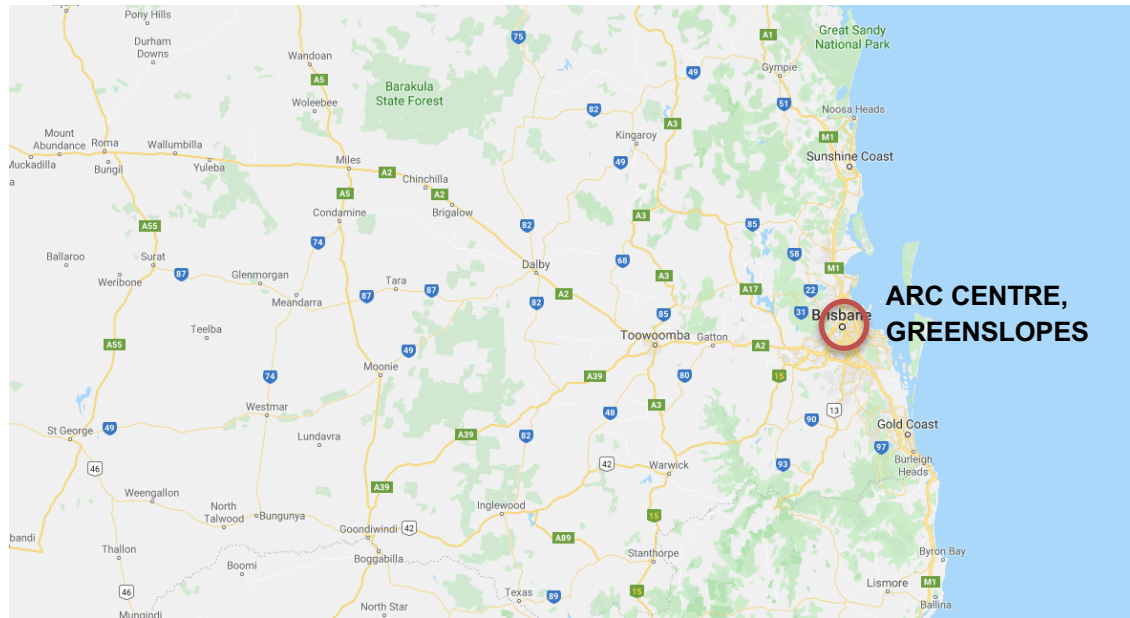 Pony Hills
Durham
Downs
Wandoan
75
A1
Great Sandy
National Park
A5
Barakula
State Forest
49
Gympie
Woleebee
82
51
Noosa Heads
A3
Mount
Abundance
Roma
Wallumbilla
Kingaroy
M1
Muckadilla
Bungil
Yuleba
Miles
49
Sunshine Coast
A2
Chinchilla
A2
A5
Brigalow
Condamine
A3
A55
82
85
74
Ballaroo
Surat
58
87
Weribone
Glenmorgan
Tara
Dalby
68
A3
M1
87
87
A2
A17
22
Meandarra
82
ARC CENTRE,
GREENSLOPES
Brisbane
31
85
Teelba
Toowoomba
Gatton
A2
A55
49
Moonie
74
A39
80
15
A3
Westmar
48
13
90
Gold Coast
St George
49
Lundavra
A39
82
97
46
42
Warwick
93
Burleigh
Heads
A39
Weengallon
North
Talwood
Bungunya
Inglewood
15
Goondiwindi
42
bandi
A89
Thallon
Boggabilla
Stanthorpe
Byron Bay
Boomi
46
Texas
89
15
Lismore
M1
Mungindi
North Star
Ballina